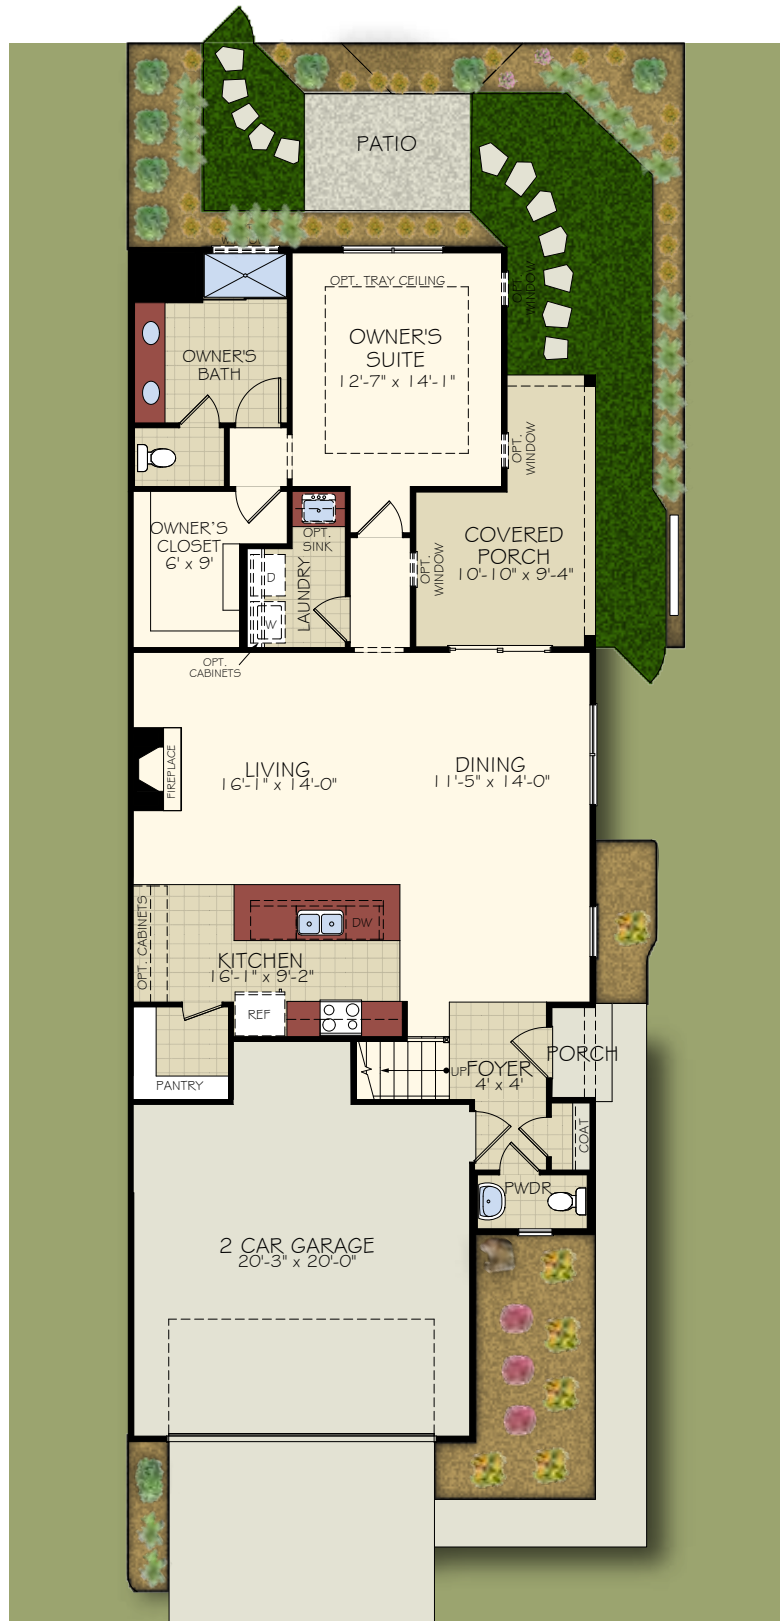 PATIO
OPT. TRAY CEILING
OPT.
WINDOW
OWNER'S
SUITE
12'-7" x 14'-1"
OWNER'S
BATH
OPT.
WINDOW
OWNER'S
CLOSET
6' x 9'
OPT.
SINK
COVERED
PORCH
10'-10" x 9'-4"
OPT.
WINDOW
D
W
LAUNDRY
OPT.
CABINETS
FIREPLACE
LIVING
16'-1" x 14'-0"
DINING
11'-5" x 14'-0"
OPT. CABINETS
DW
KITCHEN
16'-1" x 9'-2"
REF
PANTRY
UP
FOYER
4' x 4'
PORCH
COAT
PWDR
2 CAR GARAGE
20'-3" x 20'-0"